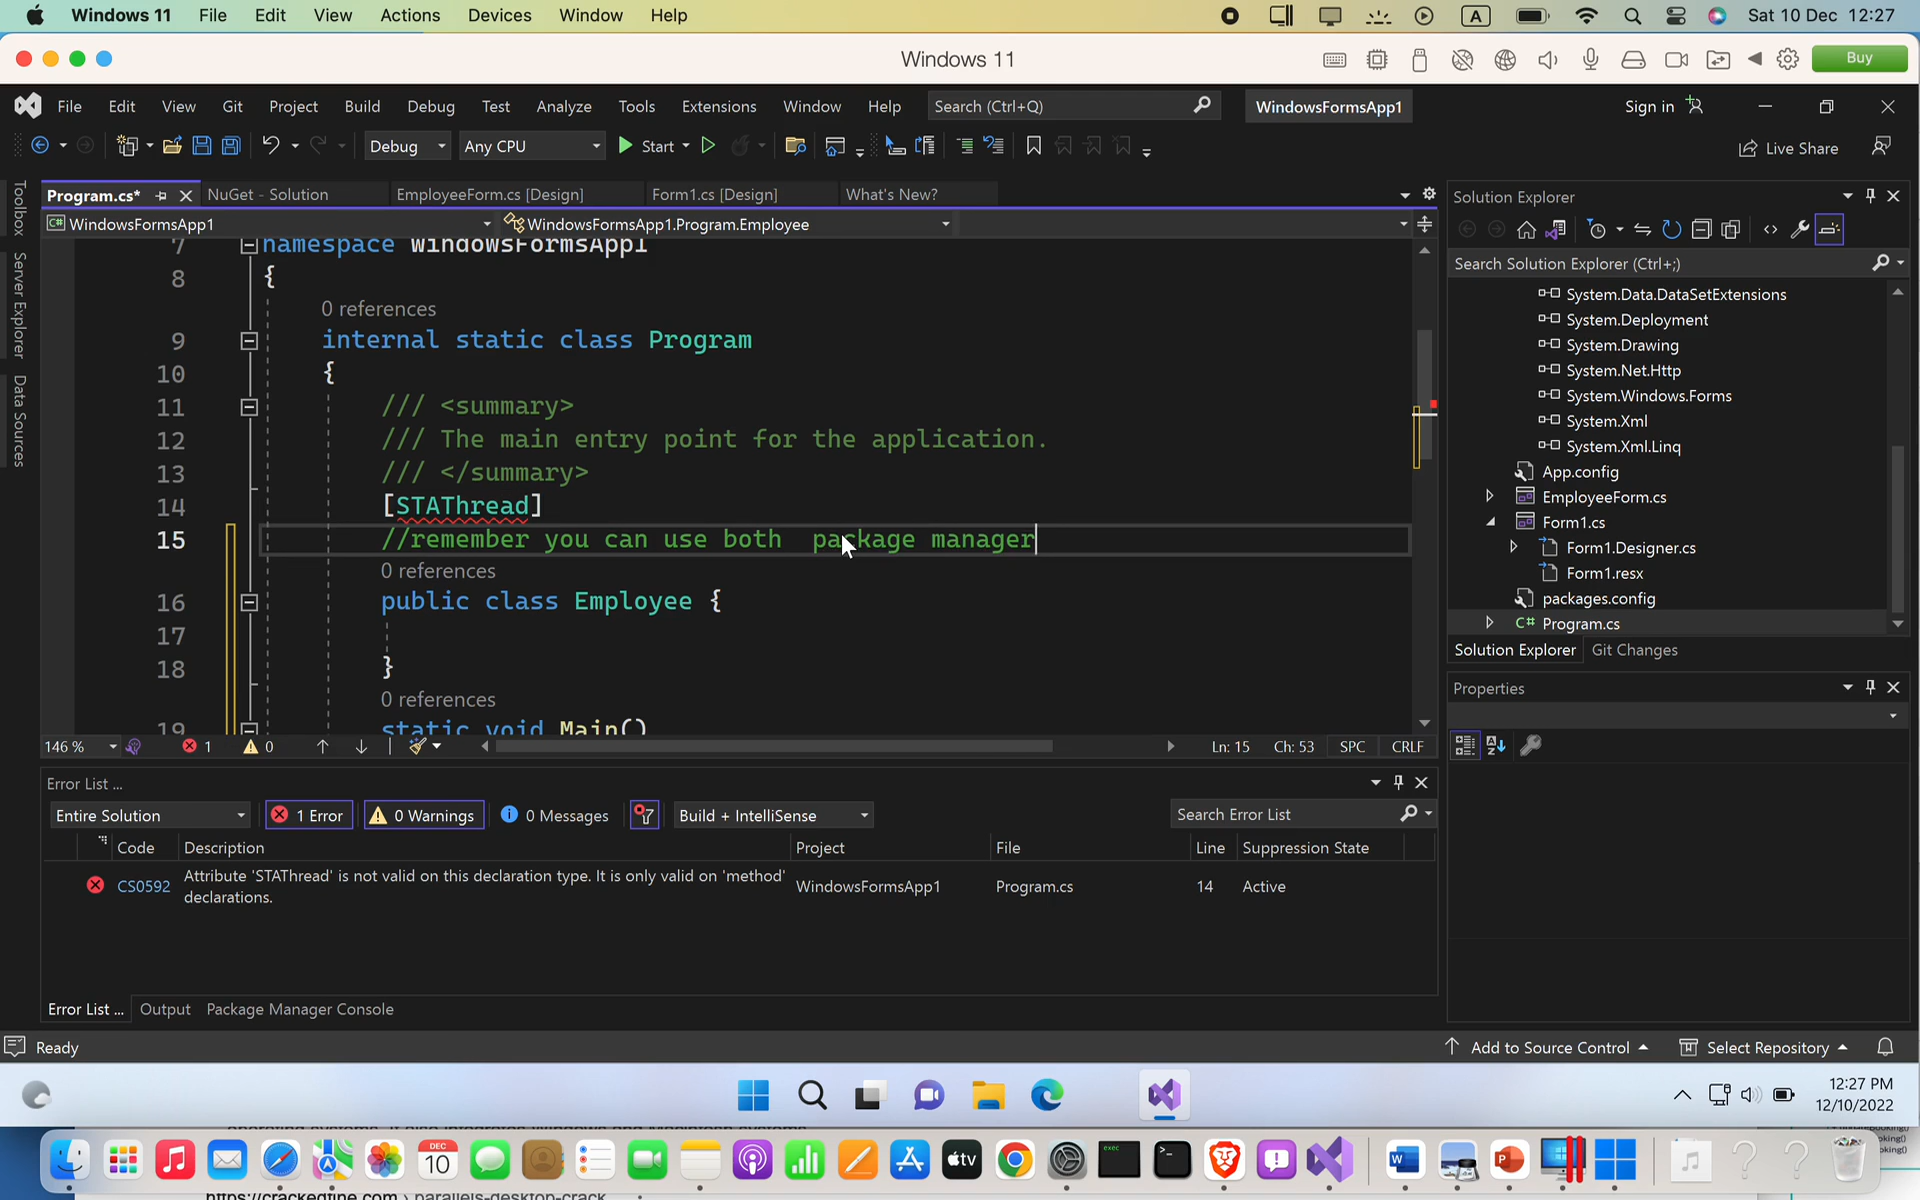 Windows 11 File Edit View Actions Devices Window Help A Sat 10 Dec 12:27
Windows 11 Buy
File Edit View Git Project Build Debug Test Analyze Tools Extensions Window Help Search (Ctrl+Q) WindowsFormsApp1 Sign in
Debug Any CPU Start Live Share
Toolbox
Server Explorer
Data Sources
Program.cs* NuGet - Solution EmployeeForm.cs [Design] Form1.cs [Design] What's New?
C# WindowsFormsApp1 WindowsFormsApp1.Program.Employee
7 namespace WindowsFormsApp1
8 {
0 references
9 internal static class Program
10 {
11 /// <summary>
12 /// The main entry point for the application.
13 /// </summary>
14 [STAThread]
15 //remember you can use both  package manager
0 references
16 public class Employee {
17
18 }
0 references
19 static void Main()
146 % 1 0 Ln: 15 Ch: 53 SPC CRLF
Solution Explorer
Search Solution Explorer (Ctrl+;)
System.Data.DataSetExtensions
System.Deployment
System.Drawing
System.Net.Http
System.Windows.Forms
System.Xml
System.Xml.Linq
App.config
EmployeeForm.cs
Form1.cs
Form1.Designer.cs
Form1.resx
packages.config
C# Program.cs
Solution Explorer Git Changes
Properties
Error List ...
Entire Solution 1 Error 0 Warnings 0 Messages Build + IntelliSense Search Error List
Code Description Project File Line Suppression State
CS0592 Attribute 'STAThread' is not valid on this declaration type. It is only valid on 'method' declarations. WindowsFormsApp1 Program.cs 14 Active
Error List ... Output Package Manager Console
Ready Add to Source Control Select Repository
12:27 PM
12/10/2022
DEC
10
tv
exec
W
P
https://crackedfine.com › parallels-desktop-crack